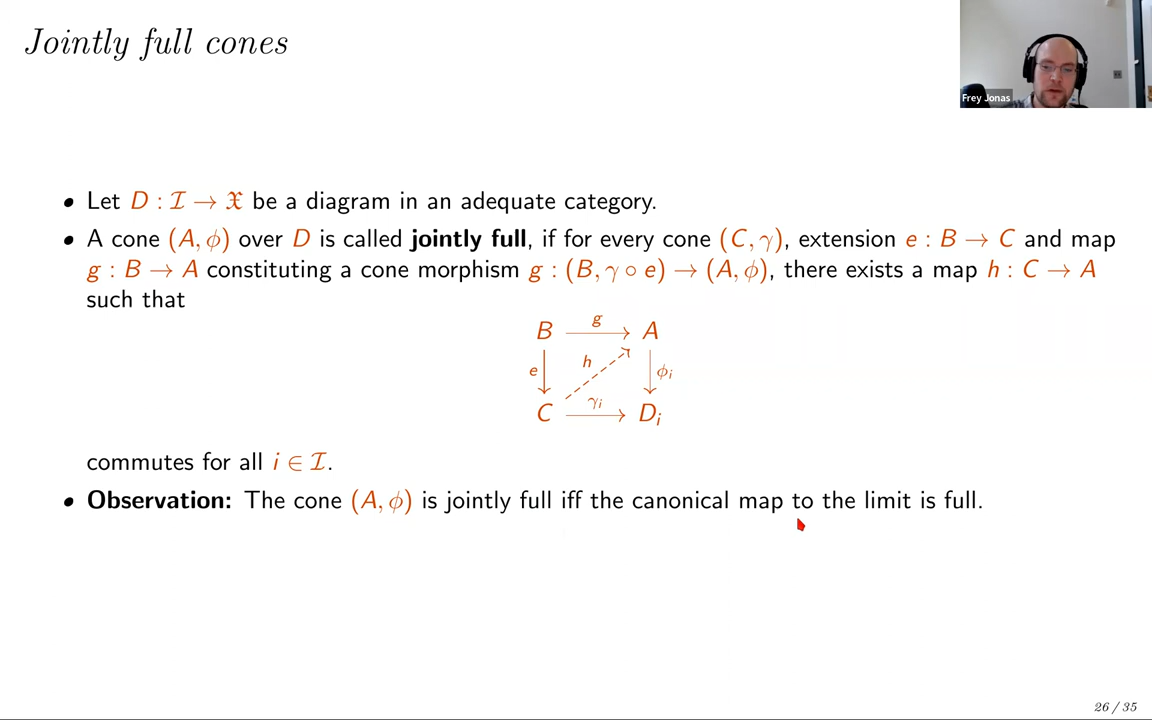 Jointly full cones
Frey Jonas
• Let D : ℐ → 𝔛 be a diagram in an adequate category.
• A cone (A, ϕ) over D is called jointly full, if for every cone (C, γ), extension e : B → C and map
g : B → A constituting a cone morphism g : (B, γ ∘ e) → (A, ϕ), there exists a map h : C → A
such that
B g A
e h ϕᵢ
C γᵢ Dᵢ
commutes for all i ∈ ℐ.
• Observation: The cone (A, ϕ) is jointly full iff the canonical map to the limit is full.
26 / 35